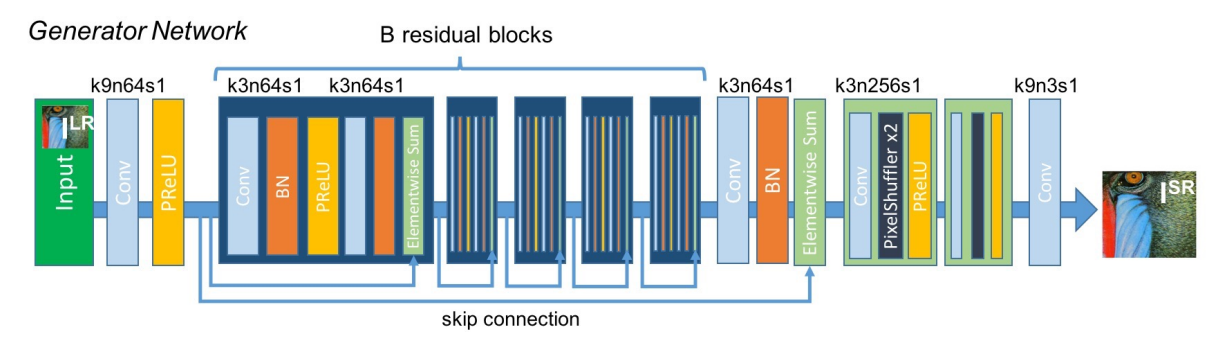 Generator Network
B residual blocks
k9n64s1
k3n64s1
k3n64s1
k3n64s1
k3n256s1
k9n3s1
I^LR
Input
Conv
PReLU
Conv
BN
PReLU
Elementwise Sum
Conv
BN
Elementwise Sum
Conv
PixelShuffler x2
PReLU
Conv
I^SR
skip connection